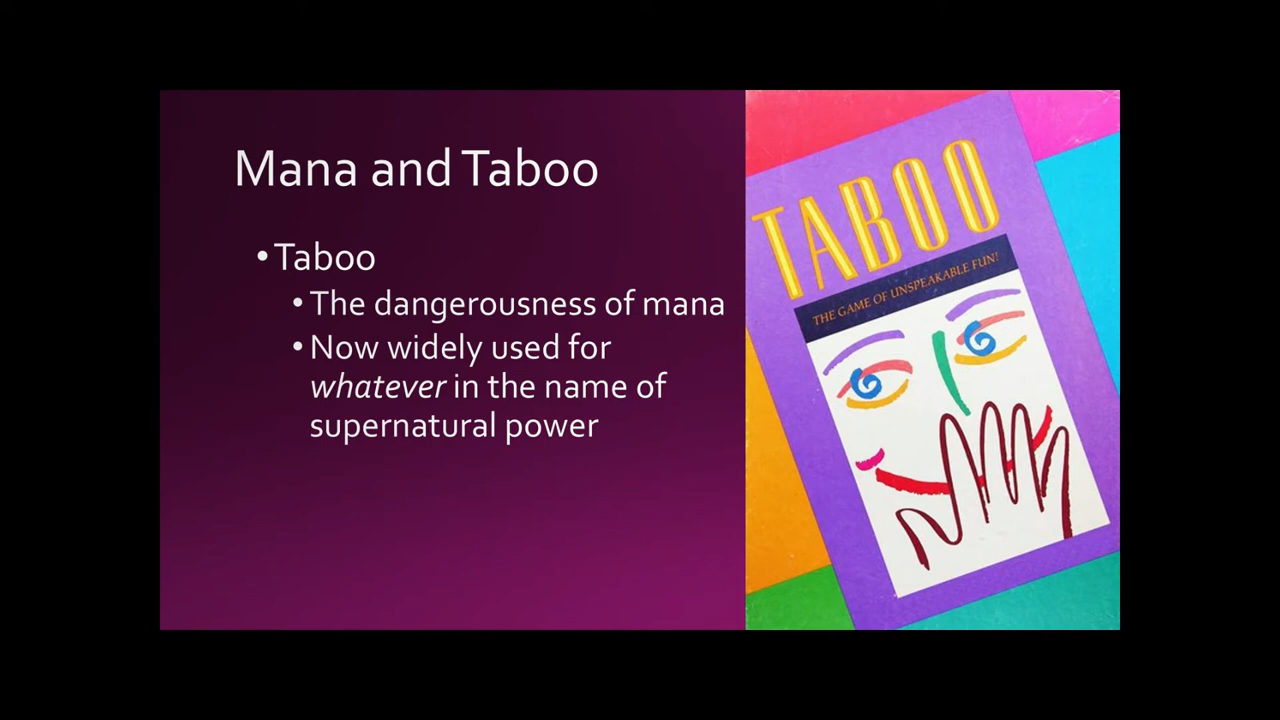 Mana and Taboo
•Taboo
•The dangerousness of mana
•Now widely used for
whatever in the name of
supernatural power
TABOO
THE GAME OF UNSPEAKABLE FUN!